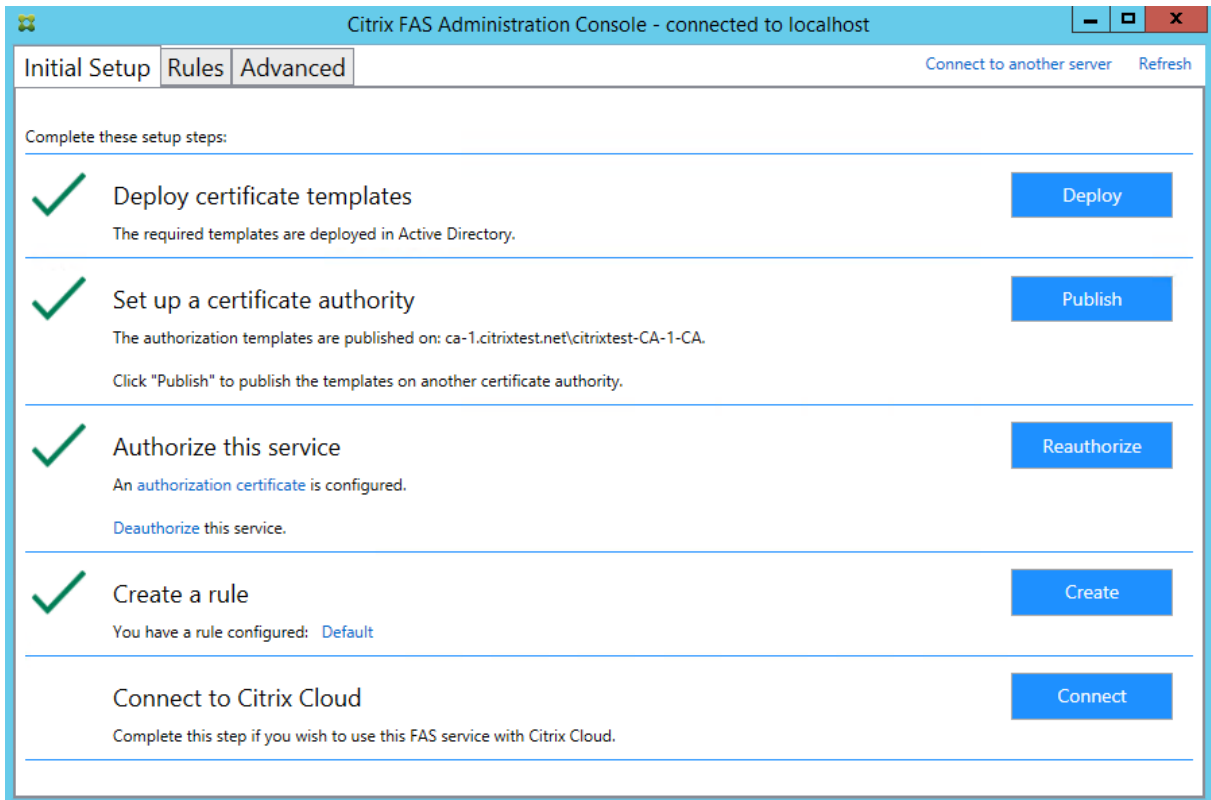 Citrix FAS Administration Console - connected to localhost
Initial Setup Rules Advanced Connect to another server Refresh
Complete these setup steps:
Deploy certificate templates Deploy
The required templates are deployed in Active Directory.
Set up a certificate authority Publish
The authorization templates are published on: ca-1.citrixtest.net\citrixtest-CA-1-CA.
Click "Publish" to publish the templates on another certificate authority.
Authorize this service Reauthorize
An authorization certificate is configured.
Deauthorize this service.
Create a rule Create
You have a rule configured: Default
Connect to Citrix Cloud Connect
Complete this step if you wish to use this FAS service with Citrix Cloud.